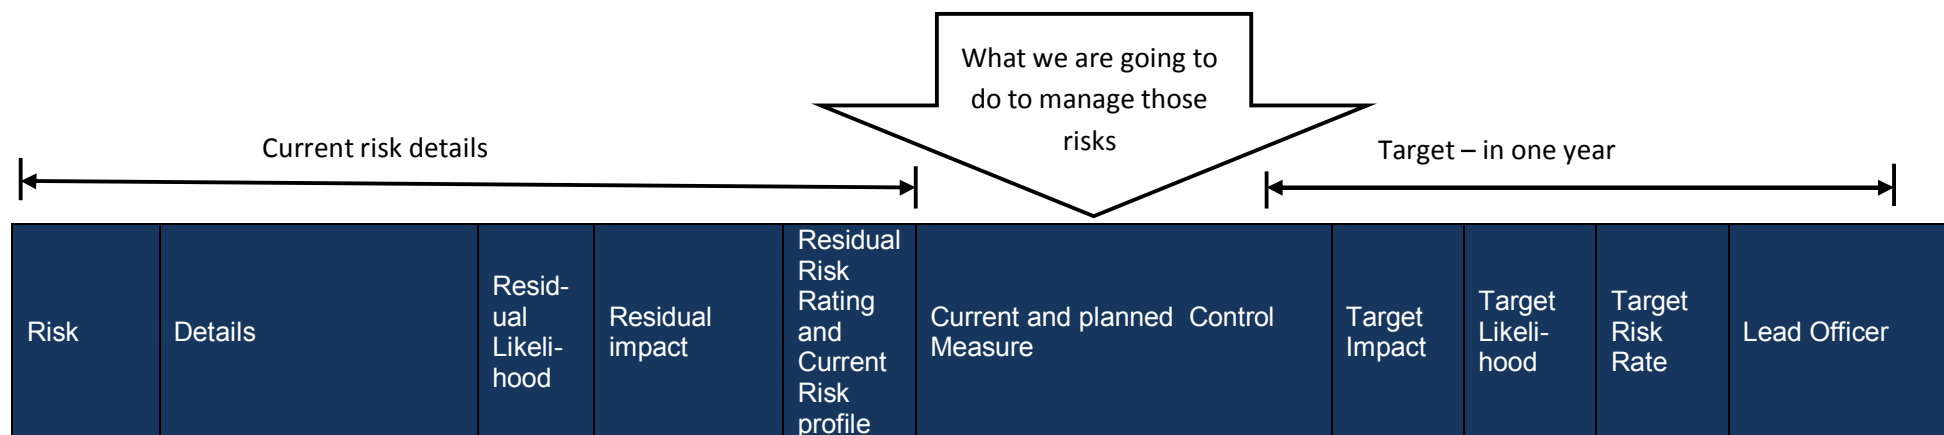 What we are going to
do to manage those
risks
Current risk details
Target – in one year
Risk
Details
Resid-
ual
Likeli-
hood
Residual
impact
Residual
Risk
Rating
and
Current
Risk
profile
Current and planned  Control
Measure
Target
Impact
Target
Likeli-
hood
Target
Risk
Rate
Lead Officer